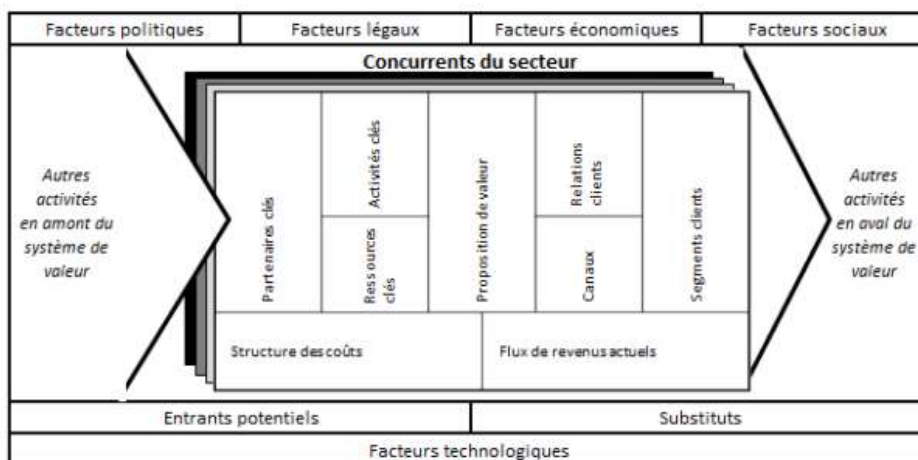 Facteurs politiques
Facteurs légaux
Facteurs économiques
Facteurs sociaux
Concurrents du secteur
Autres
activités
en amont du
système de
valeur
Partenaires clés
Activités clés
Ressources
clés
Proposition de valeur
Relations
clients
Canaux
Segments clients
Autres
activités
en aval du
système de
valeur
Structure des coûts
Flux de revenus actuels
Entrants potentiels
Substituts
Facteurs technologiques